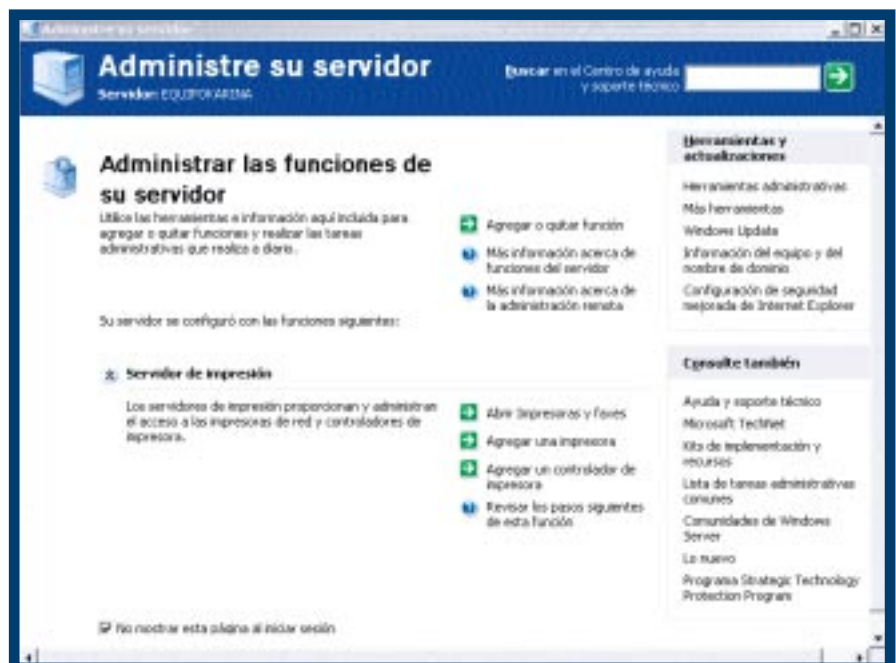 Administre su servidor
Administre su servidor
Servidor: EQUIPOKARINA
Buscar en el Centro de ayuda
y soporte técnico
Administrar las funciones de
su servidor
Utilice las herramientas e información aquí incluida para
agregar o quitar funciones y realizar las tareas
administrativas que realiza a diario.
Agregar o quitar función
Más información acerca de
funciones del servidor
Más información acerca de
la administración remota
Su servidor se configuró con las funciones siguientes:
Servidor de impresión
Los servidores de impresión proporcionan y administran
el acceso a las impresoras de red y controladores de
impresora.
Abrir Impresoras y faxes
Agregar una impresora
Agregar un controlador de
impresora
Revisar los pasos siguientes
de esta función
Herramientas y
actualizaciones
Herramientas administrativas
Más herramientas
Windows Update
Información del equipo y del
nombre de dominio
Configuración de seguridad
mejorada de Internet Explorer
Consulte también
Ayuda y soporte técnico
Microsoft TechNet
Kits de implementación y
recursos
Lista de tareas administrativas
comunes
Comunidades de Windows
Server
Lo nuevo
Programa Strategic Technology
Protection Program
No mostrar esta página al iniciar sesión